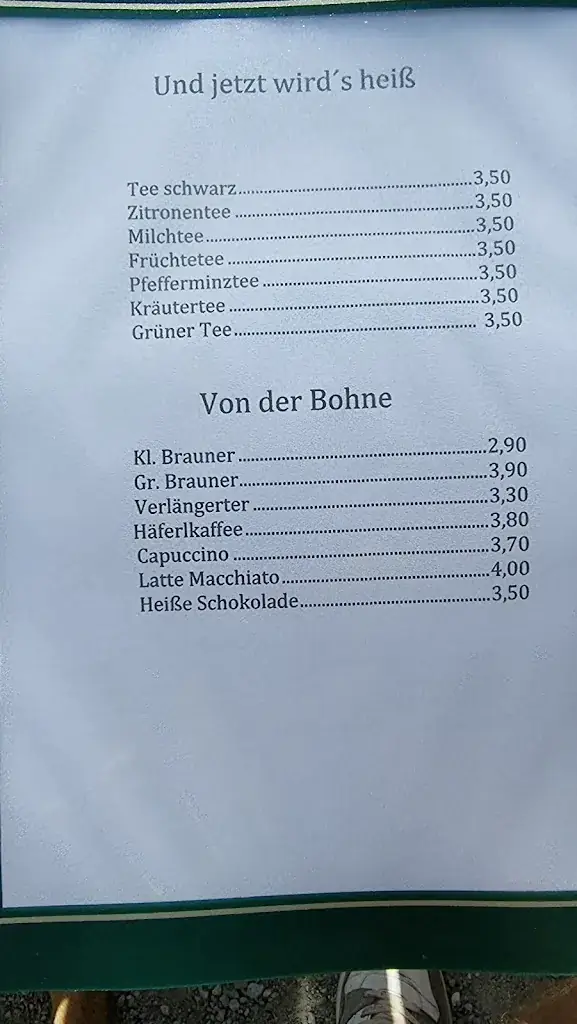 Und jetzt wird´s heiß
Tee schwarz..................................................3,50
Zitronentee ..................................................3,50
Milchtee.........................................................3,50
Früchtetee .....................................................3,50
Pfefferminztee ..............................................3,50
Kräutertee .....................................................3,50
Grüner Tee.................................................... 3,50
Von der Bohne
Kl. Brauner ....................................................2,90
Gr. Brauner....................................................3,90
Verlängerter ..................................................3,30
Häferlkaffee...................................................3,80
Capuccino ......................................................3,70
Latte Macchiato............................................4,00
Heiße Schokolade........................................3,50